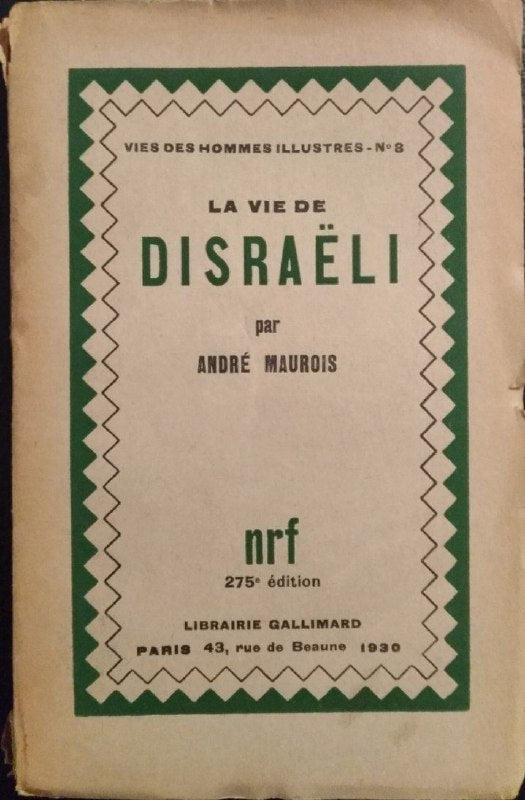 VIES DES HOMMES ILLUSTRES - No 8
LA VIE DE
DISRAËLI
par
ANDRÉ MAUROIS
nrf
275e édition
LIBRAIRIE GALLIMARD
PARIS 43, rue de Beaune 1930